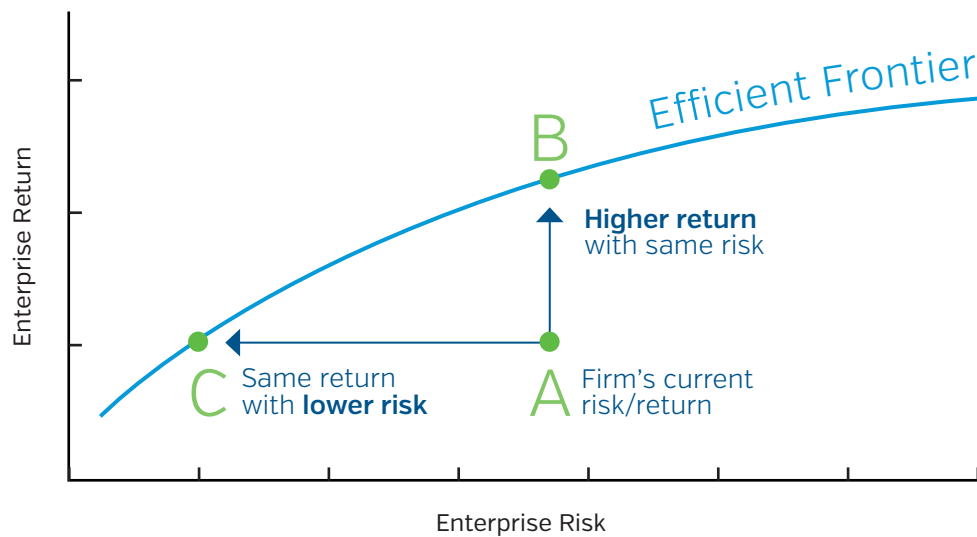 Efficient Frontier
B
Higher return
with same risk
Enterprise Return
C
Same return
with lower risk
A
Firm's current
risk/return
Enterprise Risk